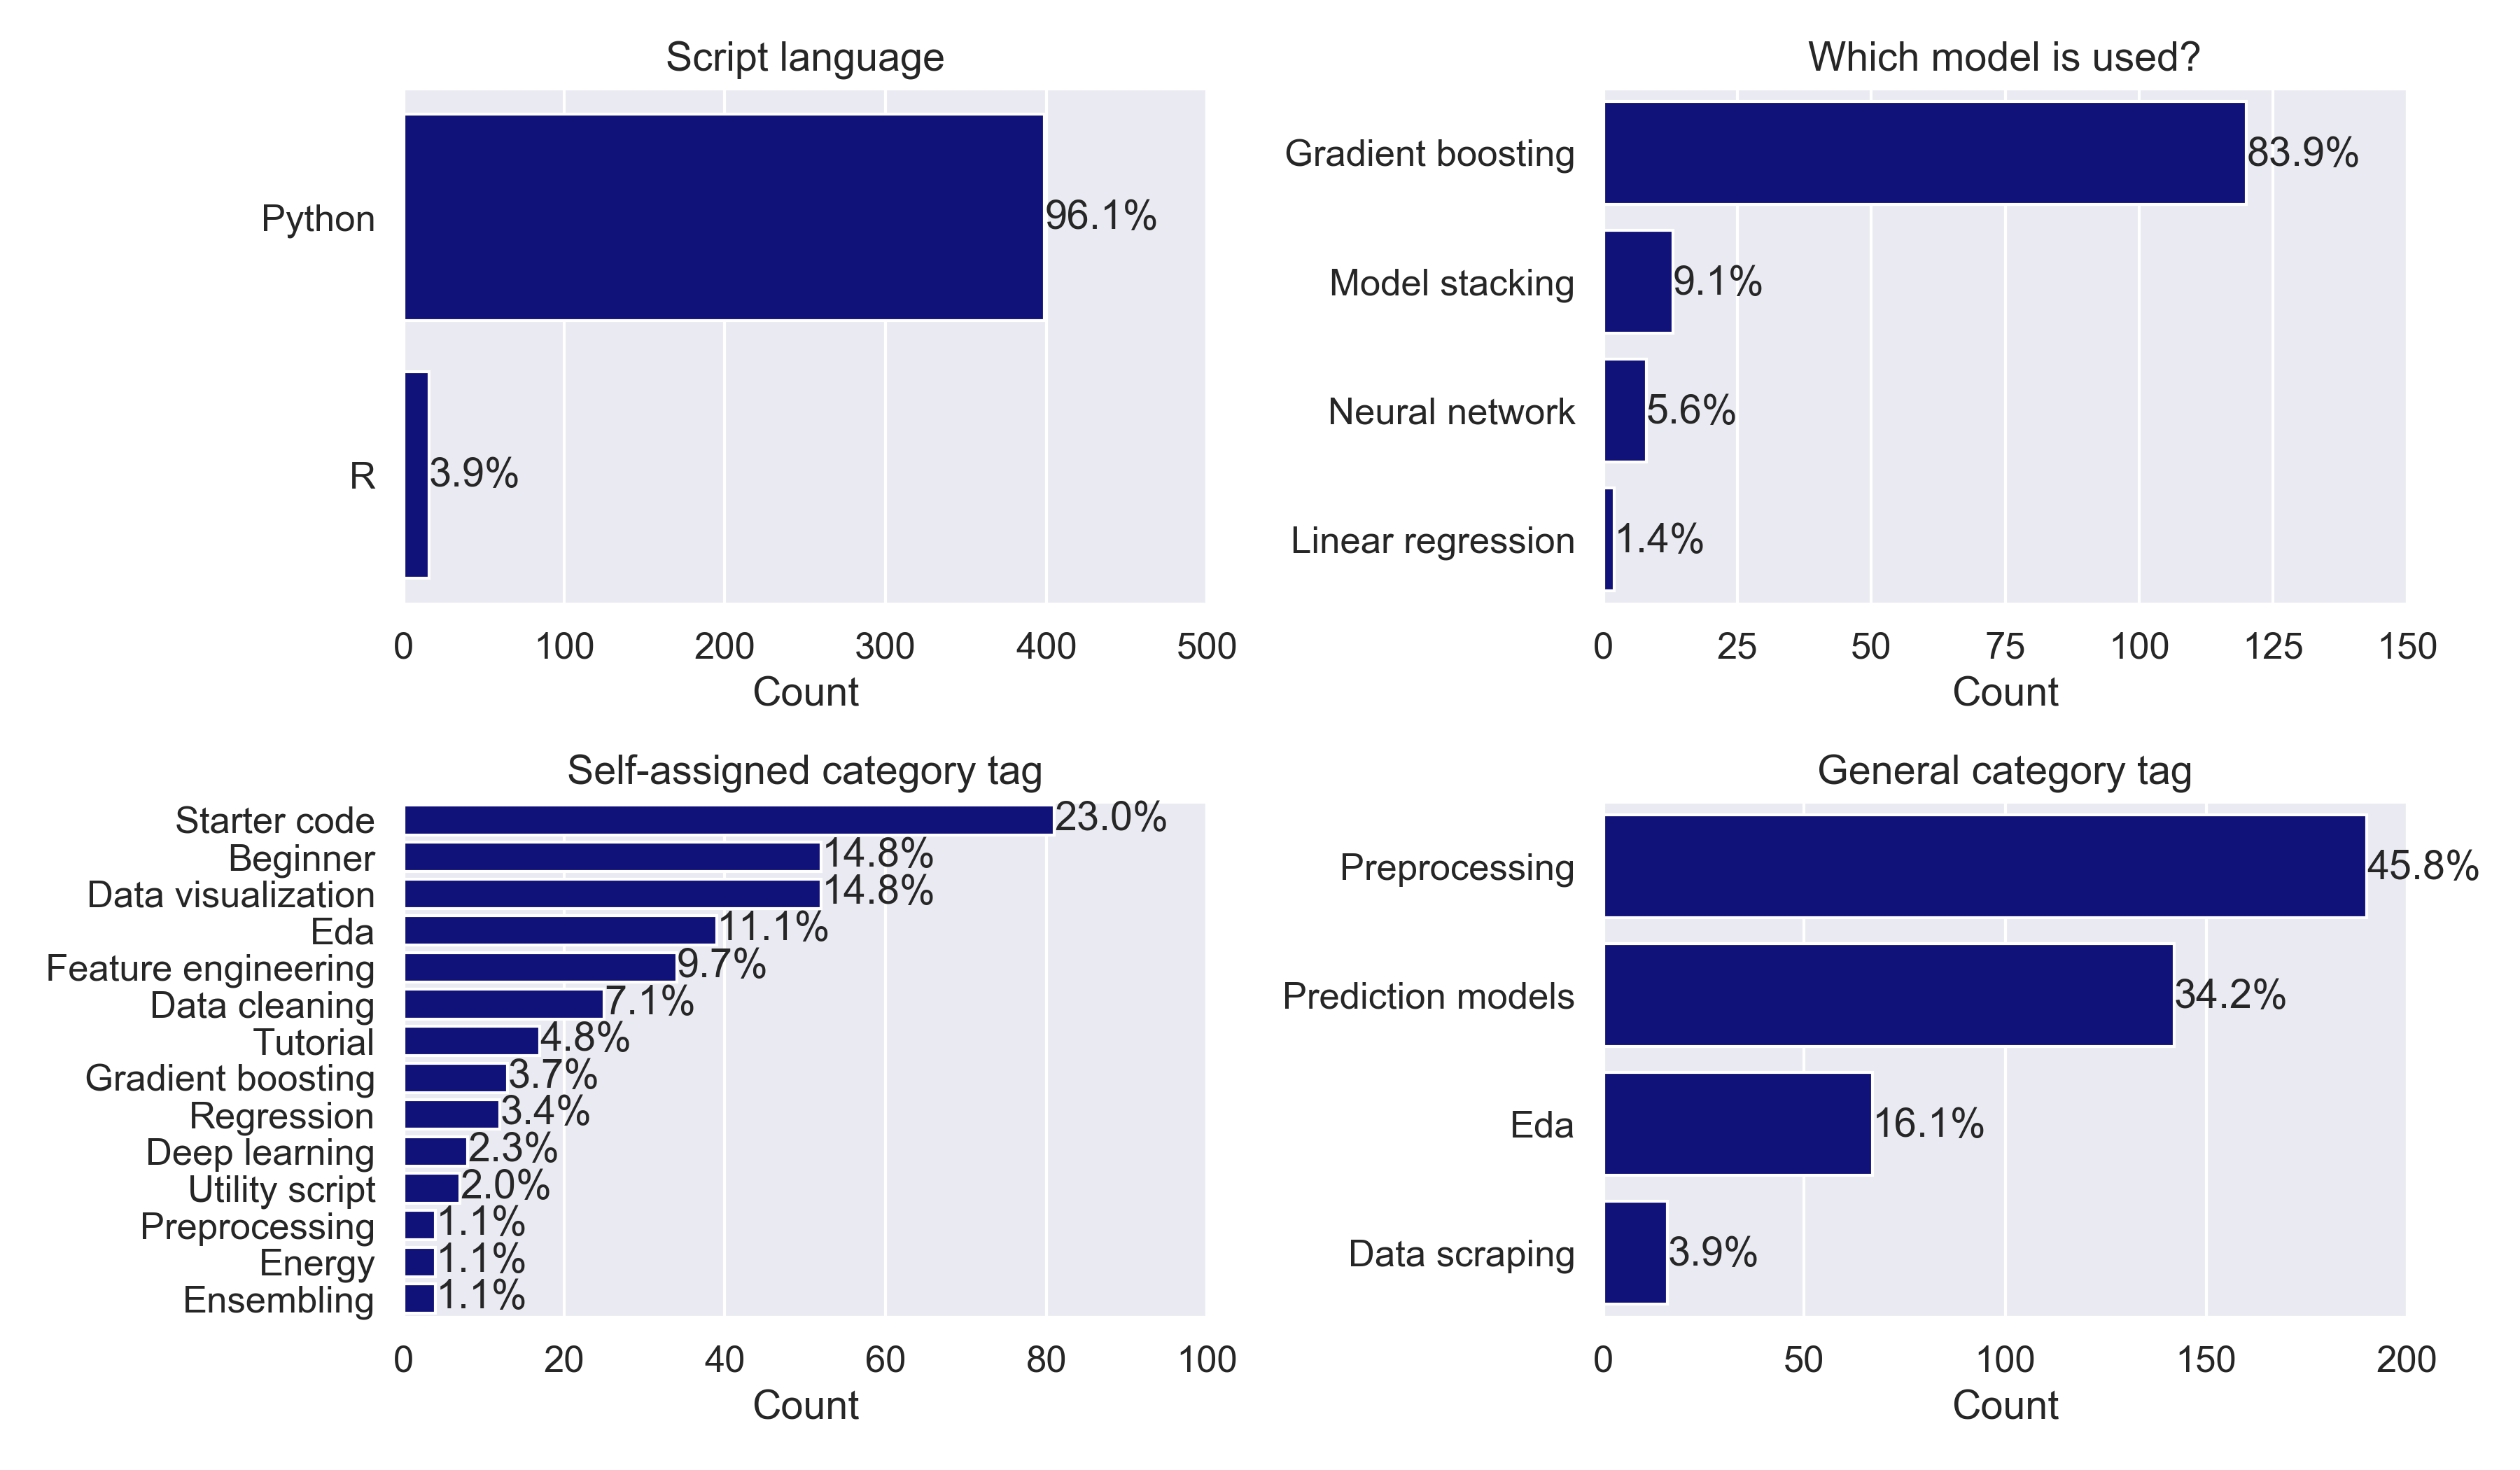 Script language
Python
96.1%
R
3.9%
0 100 200 300 400 500
Count
Which model is used?
Gradient boosting
83.9%
Model stacking
9.1%
Neural network
5.6%
Linear regression
1.4%
0 25 50 75 100 125 150
Count
Self-assigned category tag
Starter code
23.0%
Beginner
14.8%
Data visualization
14.8%
Eda
11.1%
Feature engineering
9.7%
Data cleaning
7.1%
Tutorial
4.8%
Gradient boosting
3.7%
Regression
3.4%
Deep learning
2.3%
Utility script
2.0%
Preprocessing
1.1%
Energy
1.1%
Ensembling
1.1%
0 20 40 60 80 100
Count
General category tag
Preprocessing
45.8%
Prediction models
34.2%
Eda
16.1%
Data scraping
3.9%
0 50 100 150 200
Count